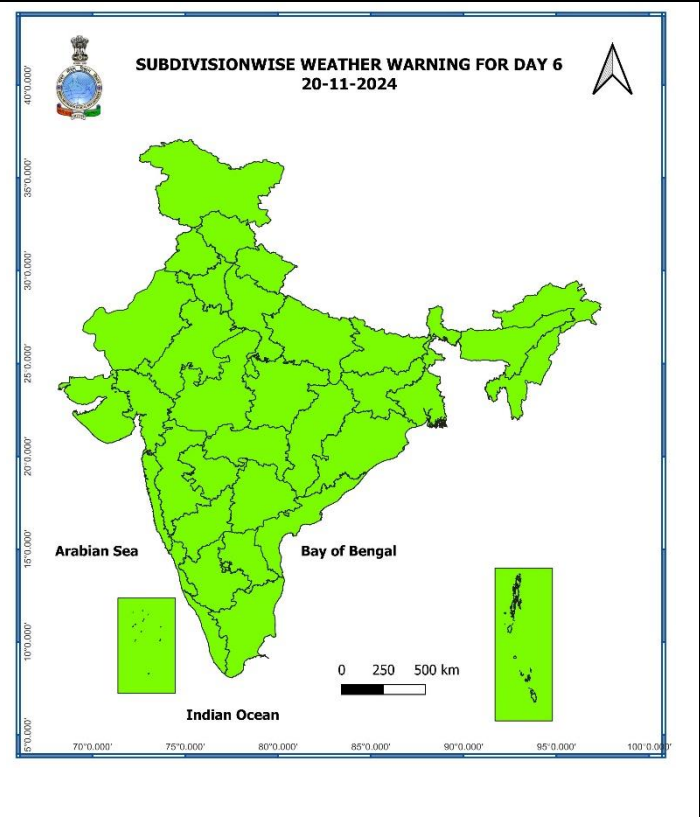 SUBDIVISIONWISE WEATHER WARNING FOR DAY 6
20-11-2024
40°0.000'
35°0.000'
30°0.000'
25°0.000'
20°0.000'
15°0.000'
10°0.000'
5°0.000'
Arabian Sea
Bay of Bengal
0 250 500 km
Indian Ocean
70°0.000' 75°0.000' 80°0.000' 85°0.000' 90°0.000' 95°0.000' 100°0.000'